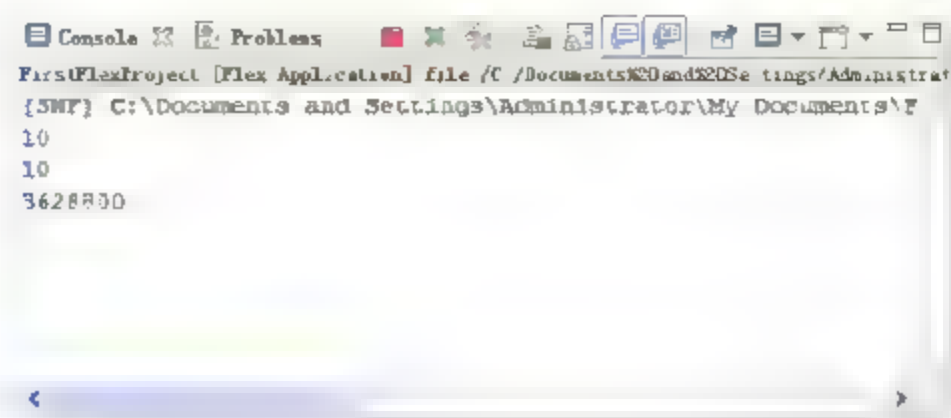 Console Problems
FirstFlexProject [Flex Application] file /C /Documents%20and%20Se tings/Administrat
[SWF] C:\Documents and Settings\Administrator\My Documents\F
10
10
3628800